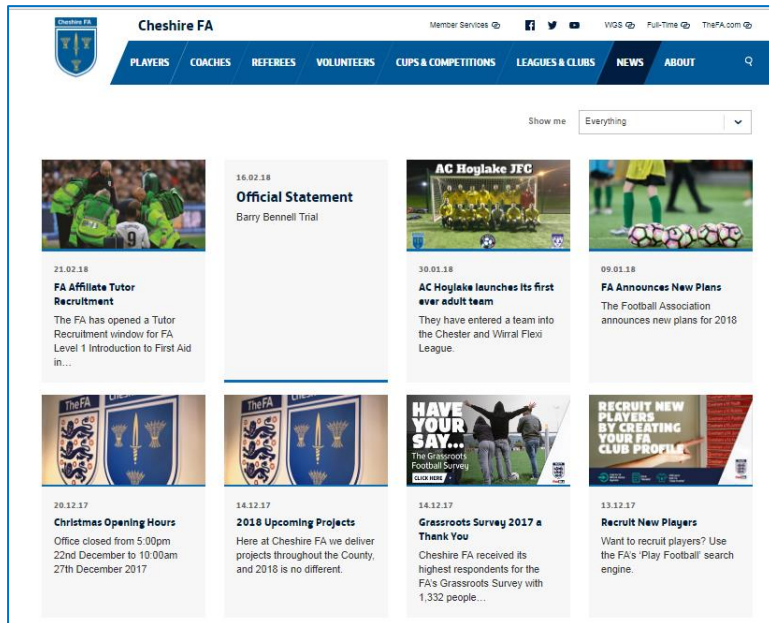 Cheshire FA
Cheshire FA
Member Services
WGS
Full-Time
TheFA.com
PLAYERS
COACHES
REFEREES
VOLUNTEERS
CUPS & COMPETITIONS
LEAGUES & CLUBS
NEWS
ABOUT
Show me
Everything
9
21.02.18
FA Affiliate Tutor
Recruitment
The FA has opened a Tutor
Recruitment window for FA
Level 1 Introduction to First Aid
in…
16.02.18
Official Statement
Barry Bennell Trial
AC Hoylake JFC
30.01.18
AC Hoylake launches its first
ever adult team
They have entered a team into
the Chester and Wirral Flexi
League.
09.01.18
FA Announces New Plans
The Football Association
announces new plans for 2018
TheFA
20.12.17
Christmas Opening Hours
Office closed from 5:00pm
22nd December to 10:00am
27th December 2017
TheFA
14.12.17
2018 Upcoming Projects
Here at Cheshire FA we deliver
projects throughout the County,
and 2018 is no different.
HAVE
YOUR
SAY...
The Grassroots
Football Survey
CLICK HERE
14.12.17
Grassroots Survey 2017 a
Thank You
Cheshire FA received its
highest respondents for the
FA's Grassroots Survey with
1,332 people…
RECRUIT NEW
PLAYERS
BY CREATING
YOUR FA
CLUB PROFILE
13.12.17
Recruit New Players
Want to recruit players? Use
the FA's 'Play Football' search
engine.